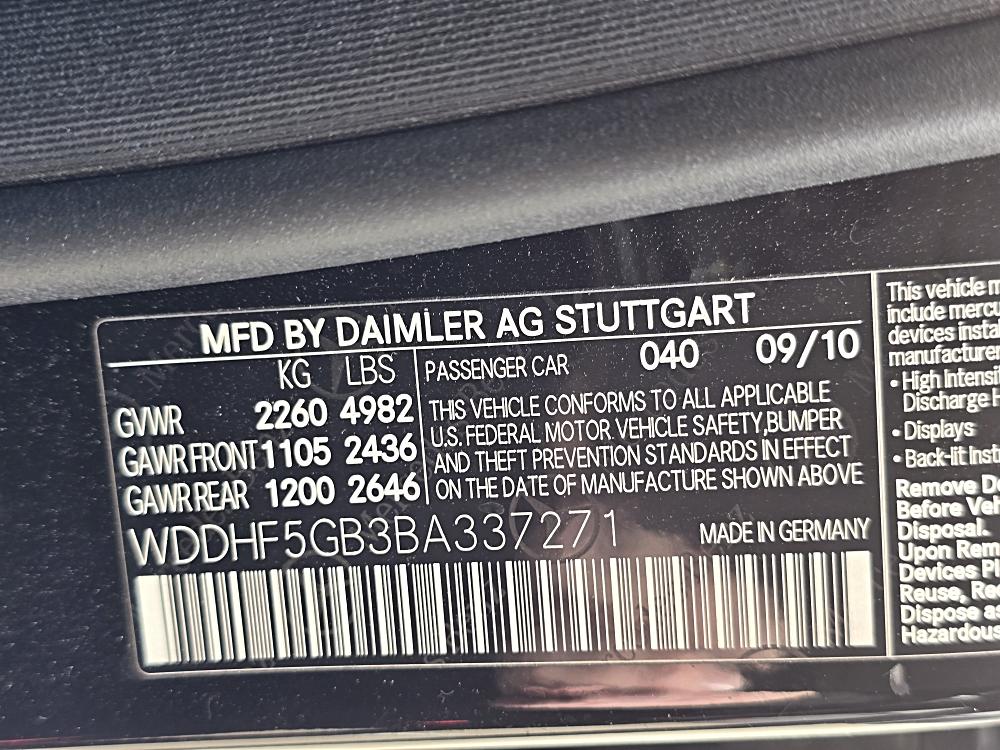 MFD BY DAIMLER AG STUTTGART
KG LBS
GVWR 2260 4982
GAWR FRONT 1105 2436
GAWR REAR 1200 2646
PASSENGER CAR 040 09/10
THIS VEHICLE CONFORMS TO ALL APPLICABLE
U.S. FEDERAL MOTOR VEHICLE SAFETY, BUMPER
AND THEFT PREVENTION STANDARDS IN EFFECT
ON THE DATE OF MANUFACTURE SHOWN ABOVE
WDDHF5GB3BA337271 MADE IN GERMANY
This vehicle
include
devices
manufacturer
• High
Discharge
• Displays
• Back-lit
Remove
Before
Disposal.
Upon
Devices
Reuse,
Dispose
Hazardous